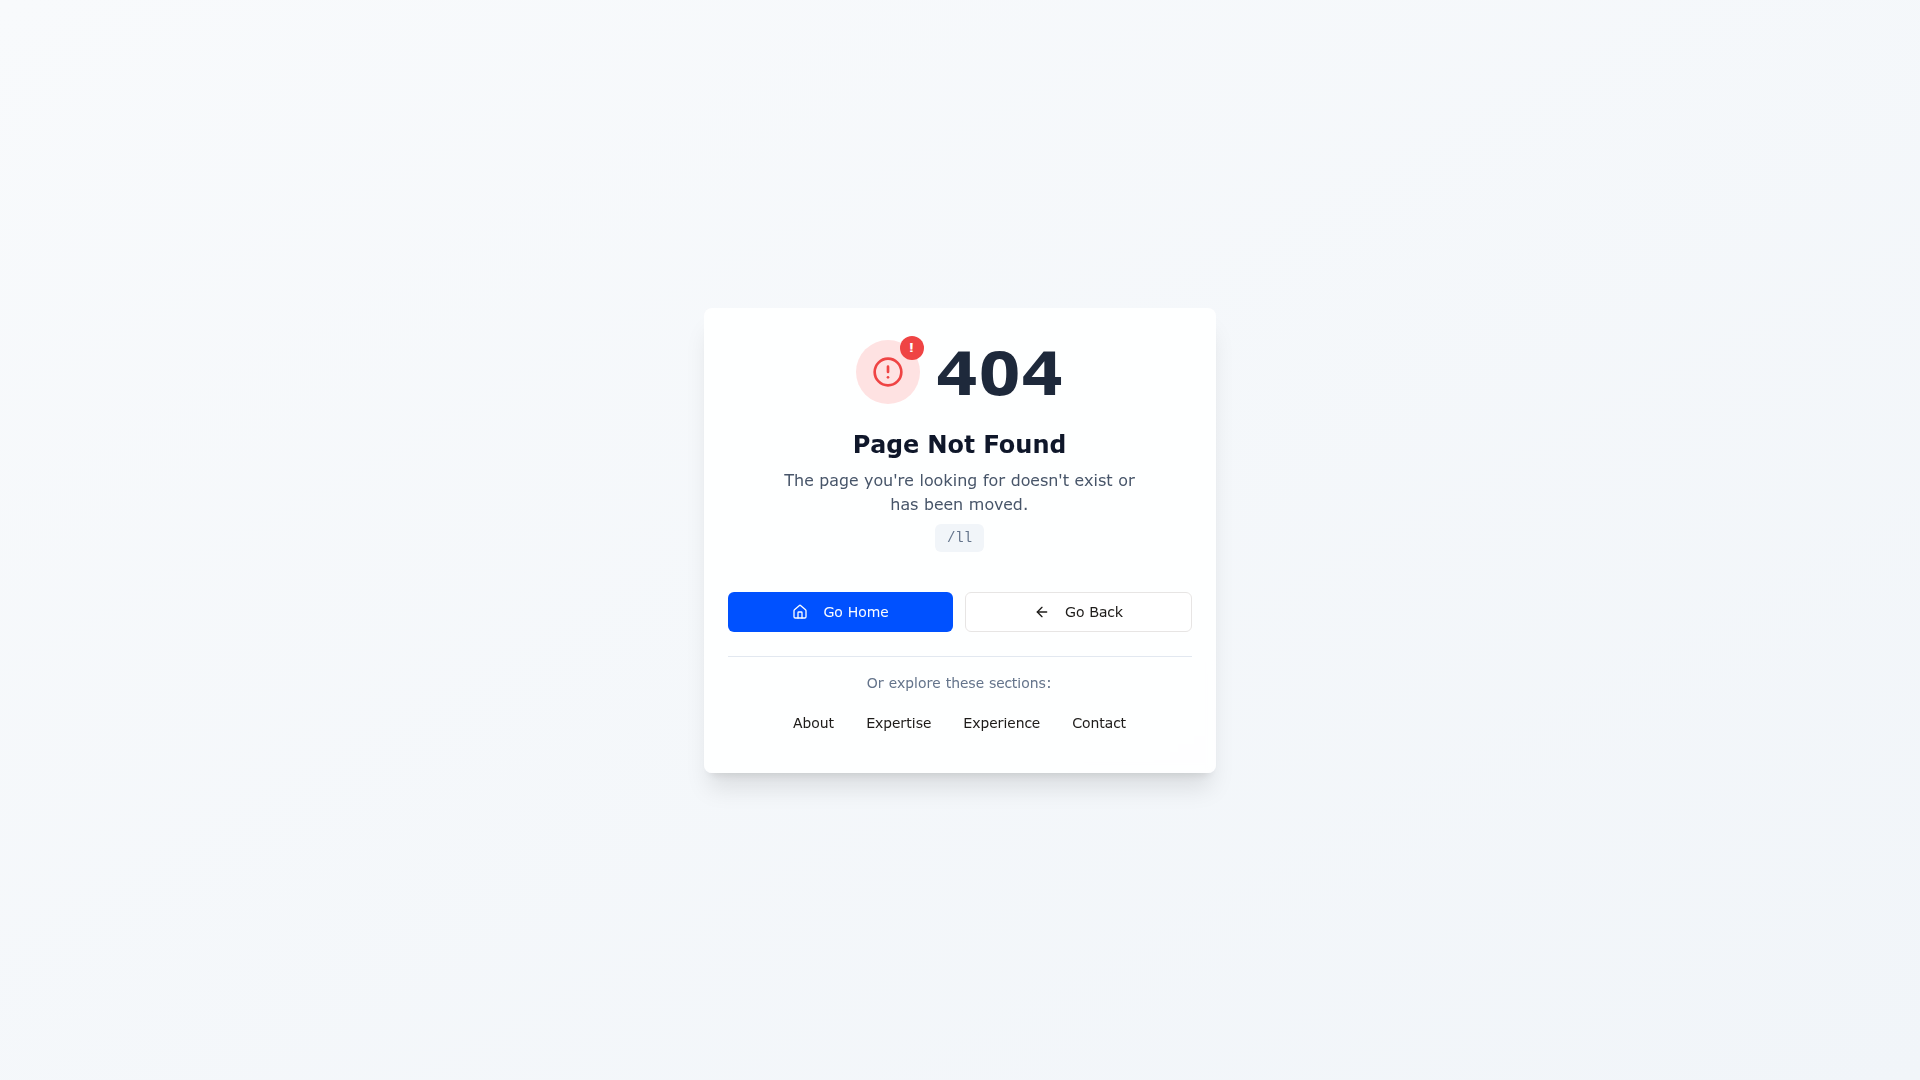 !
404
Page Not Found
The page you're looking for doesn't exist or
has been moved.
/ll
Go Home
Go Back
Or explore these sections:
About Expertise Experience Contact